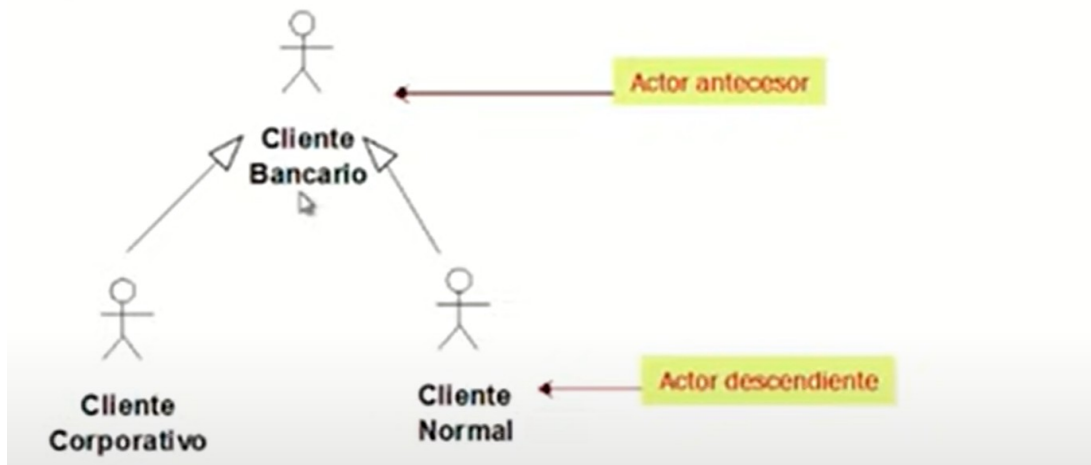 Actor antecesor
Cliente
Bancario
Cliente
Corporativo
Cliente
Normal
Actor descendiente